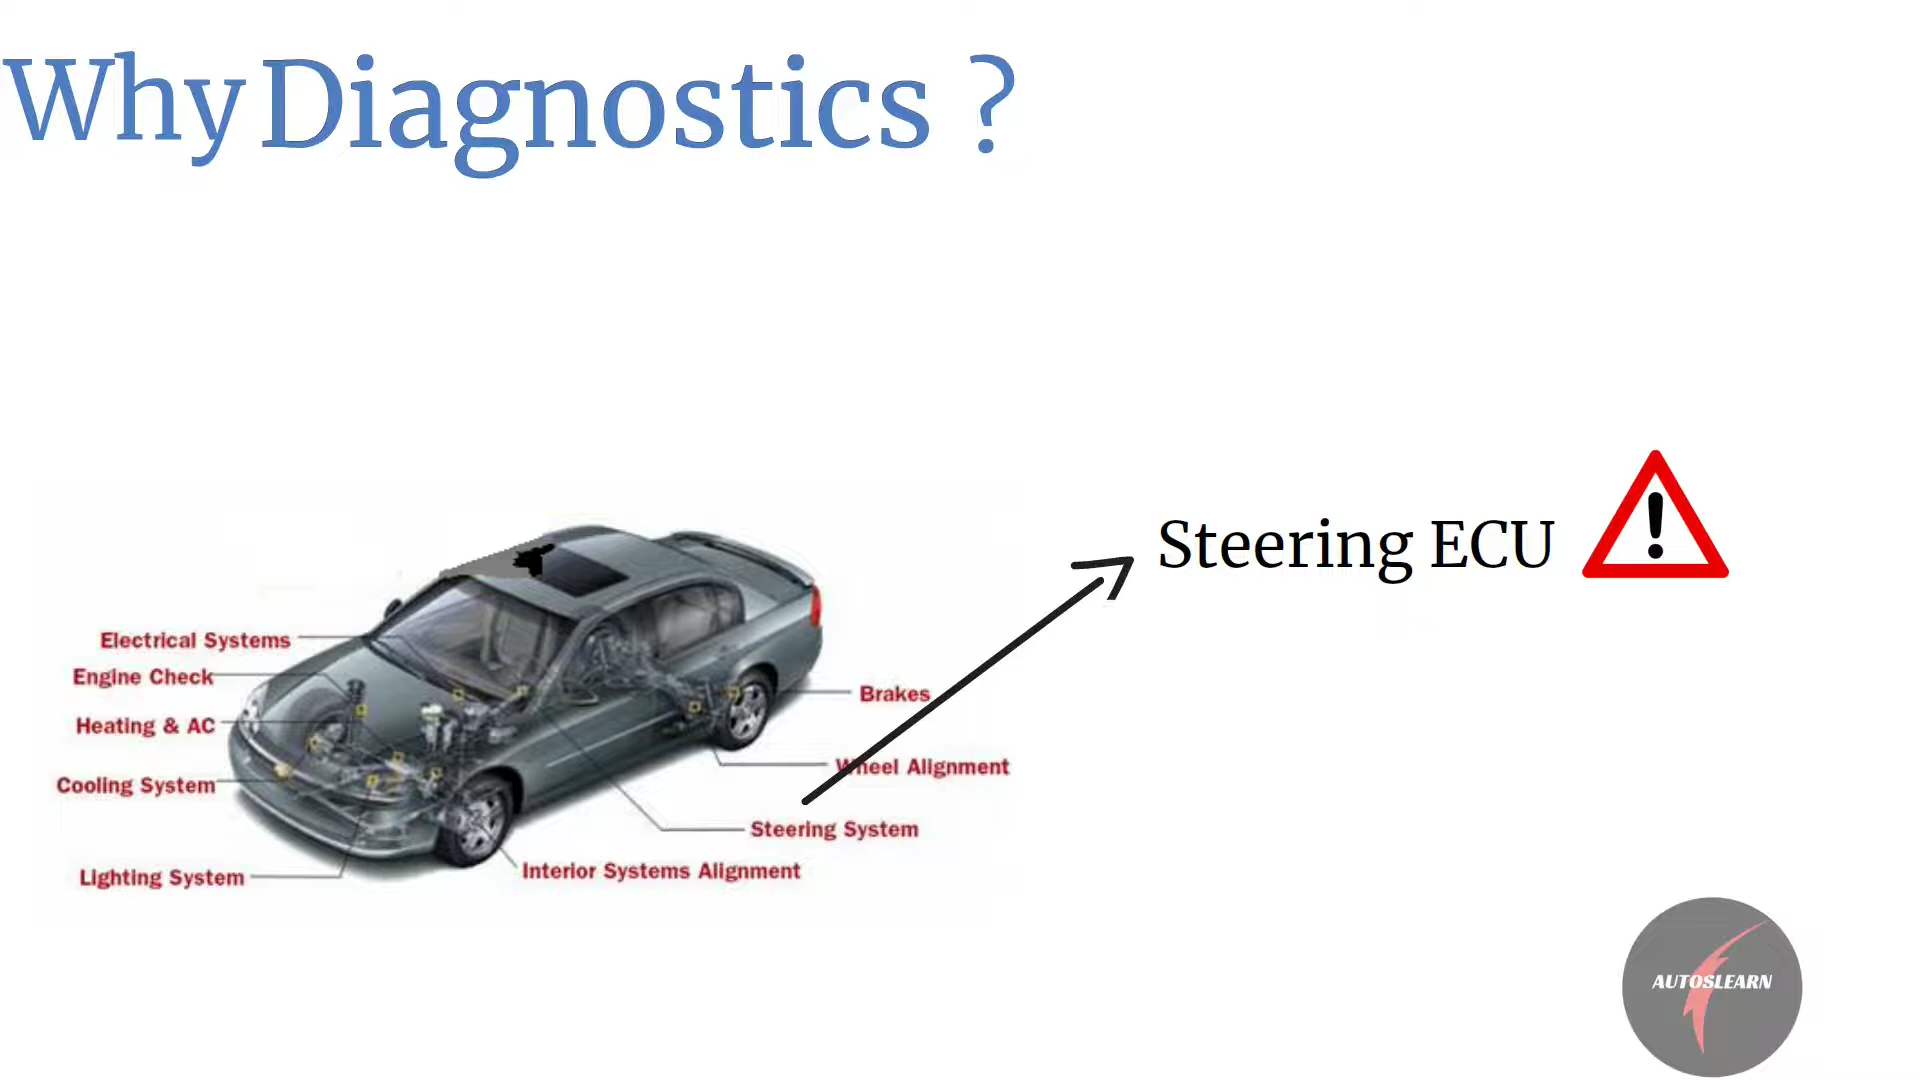 Why Diagnostics ?
Steering ECU
Electrical Systems
Engine Check
Heating & AC
Cooling System
Lighting System
Brakes
Wheel Alignment
Steering System
Interior Systems Alignment
AUTOSLEARN